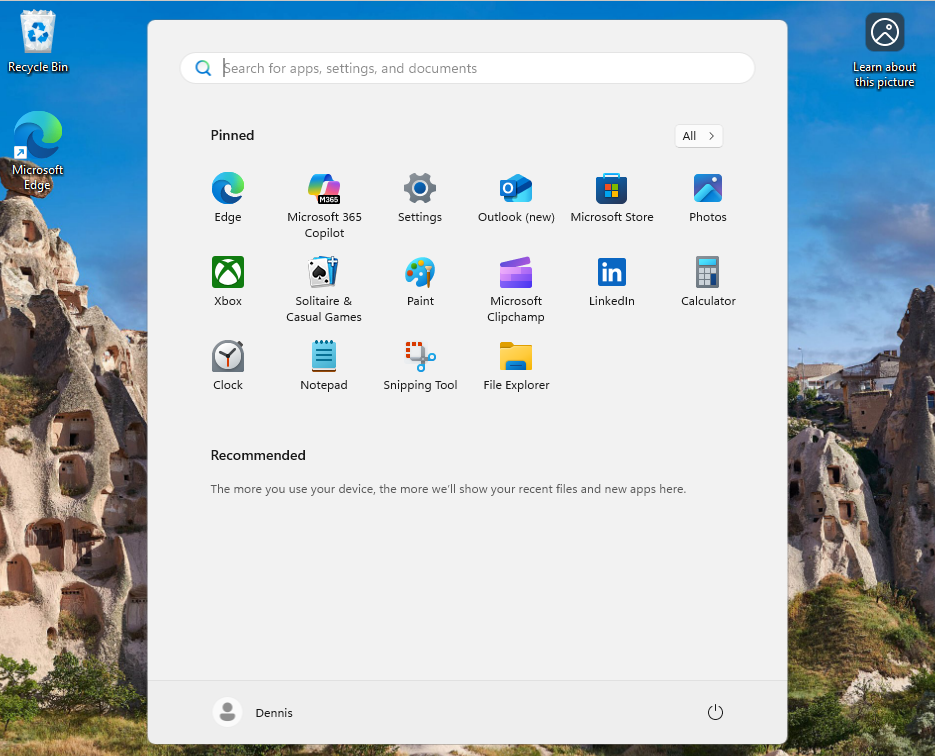 Recycle Bin
Microsoft
Edge
Learn about
this picture
Search for apps, settings, and documents
Pinned
All
Edge
Microsoft 365
Copilot
M365
Settings
Outlook (new)
Microsoft Store
Photos
Xbox
Solitaire &
Casual Games
Paint
Microsoft
Clipchamp
in
LinkedIn
Calculator
Clock
Notepad
Snipping Tool
File Explorer
Recommended
The more you use your device, the more we'll show your recent files and new apps here.
Dennis